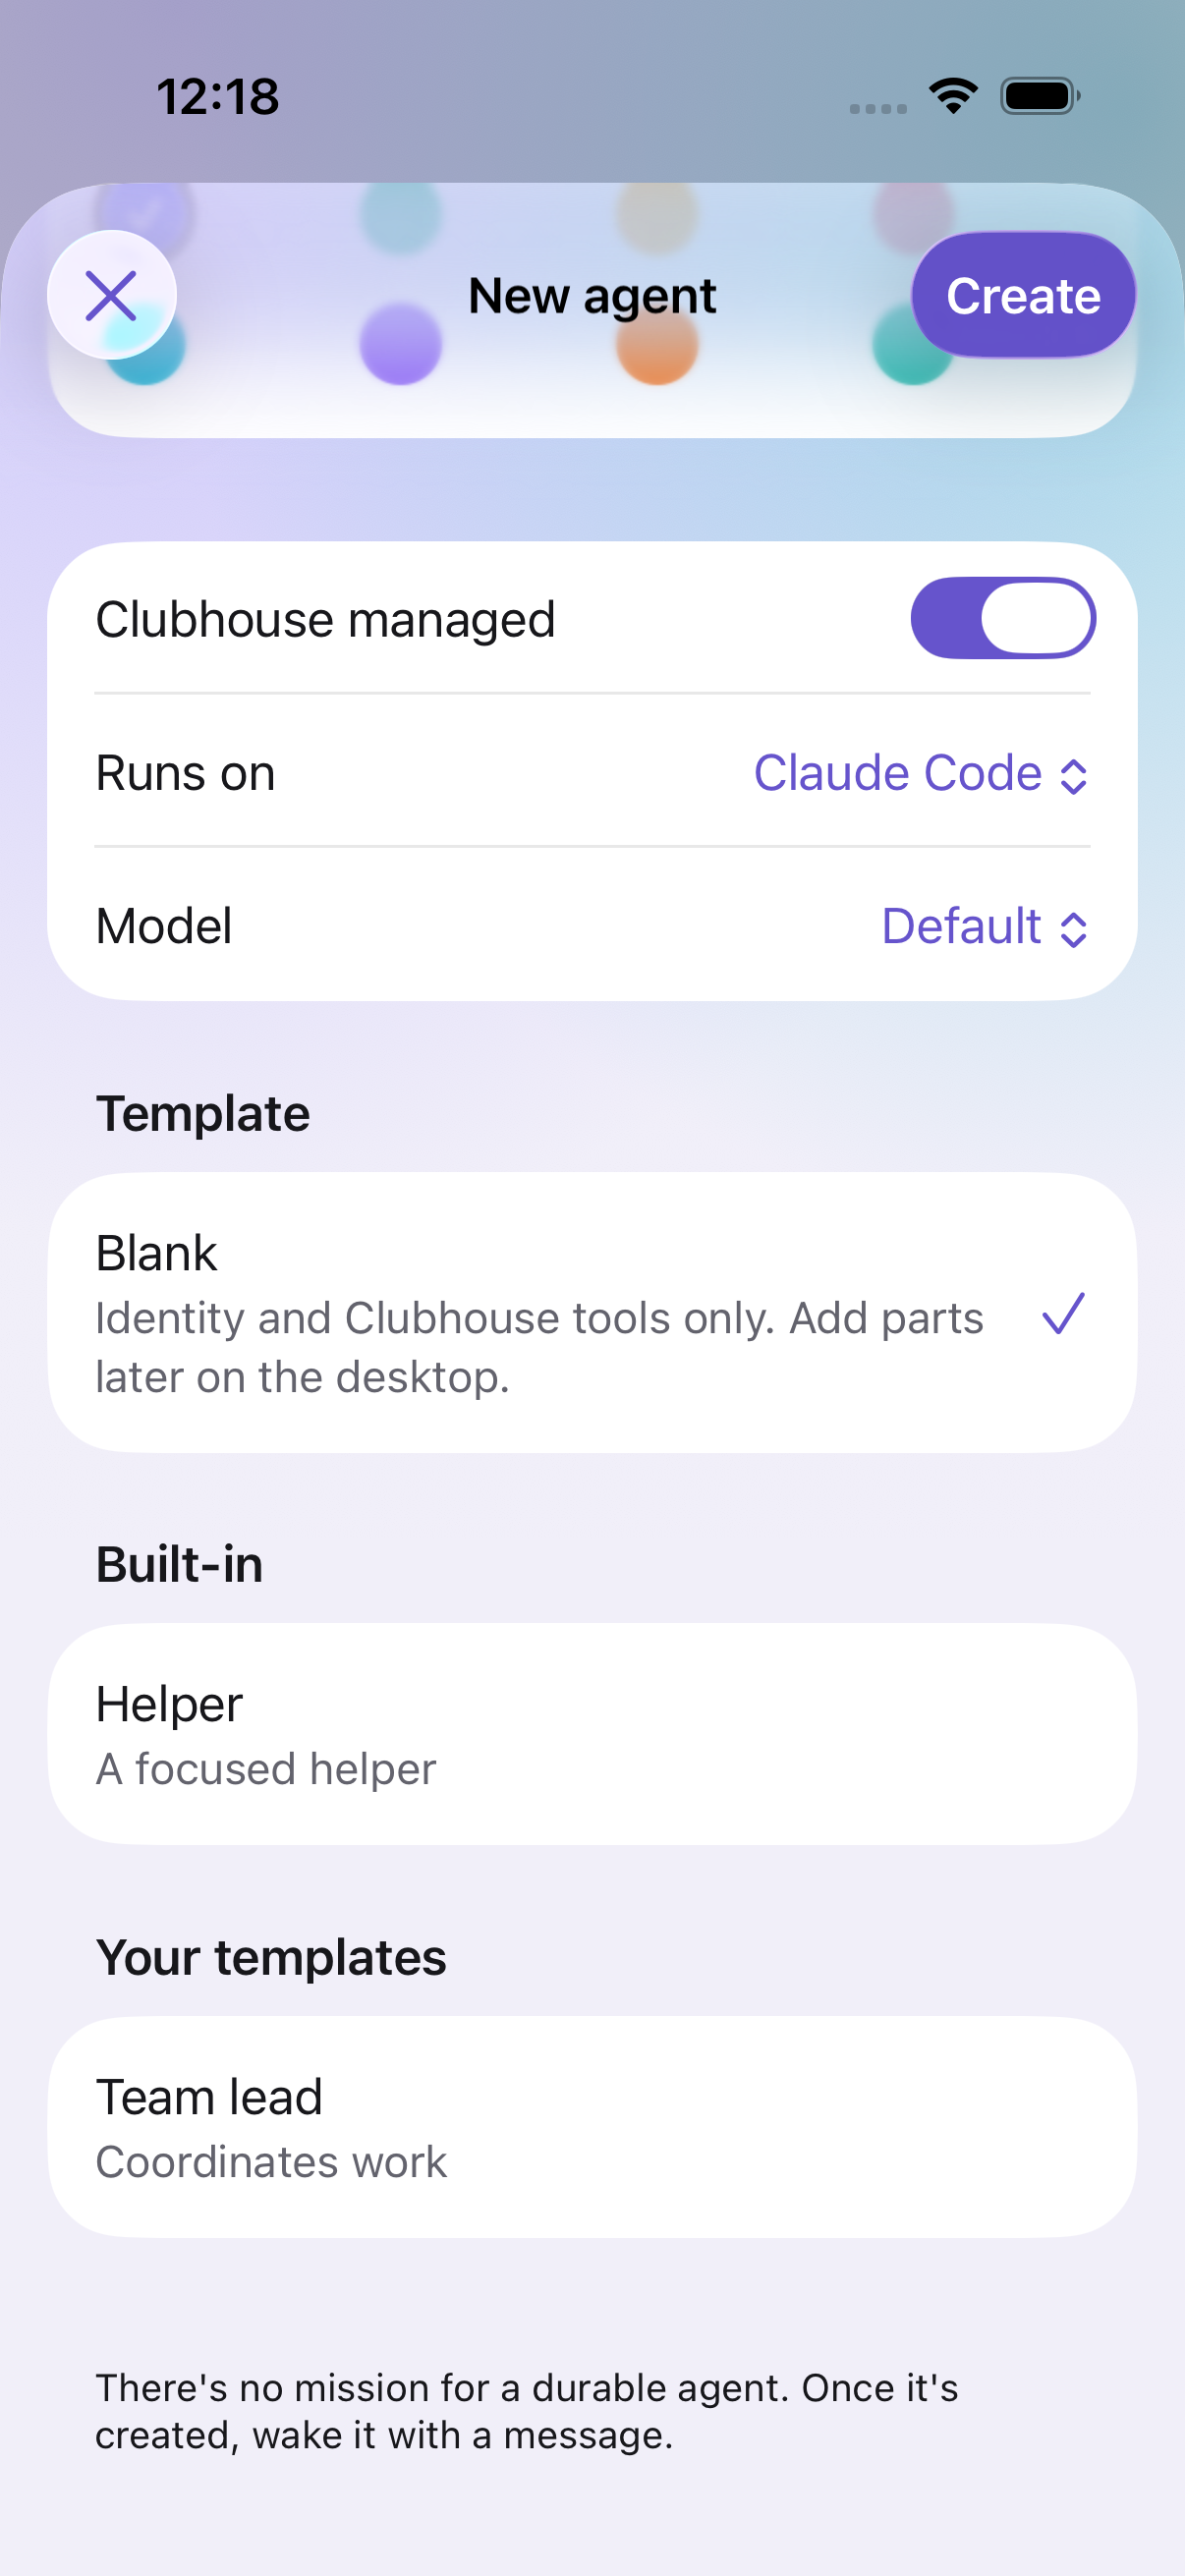 12:18
New agent
Create
Clubhouse managed
Runs on
Claude Code
Model
Default
Template
Blank
Identity and Clubhouse tools only. Add parts
later on the desktop.
Built-in
Helper
A focused helper
Your templates
Team lead
Coordinates work
There's no mission for a durable agent. Once it's
created, wake it with a message.